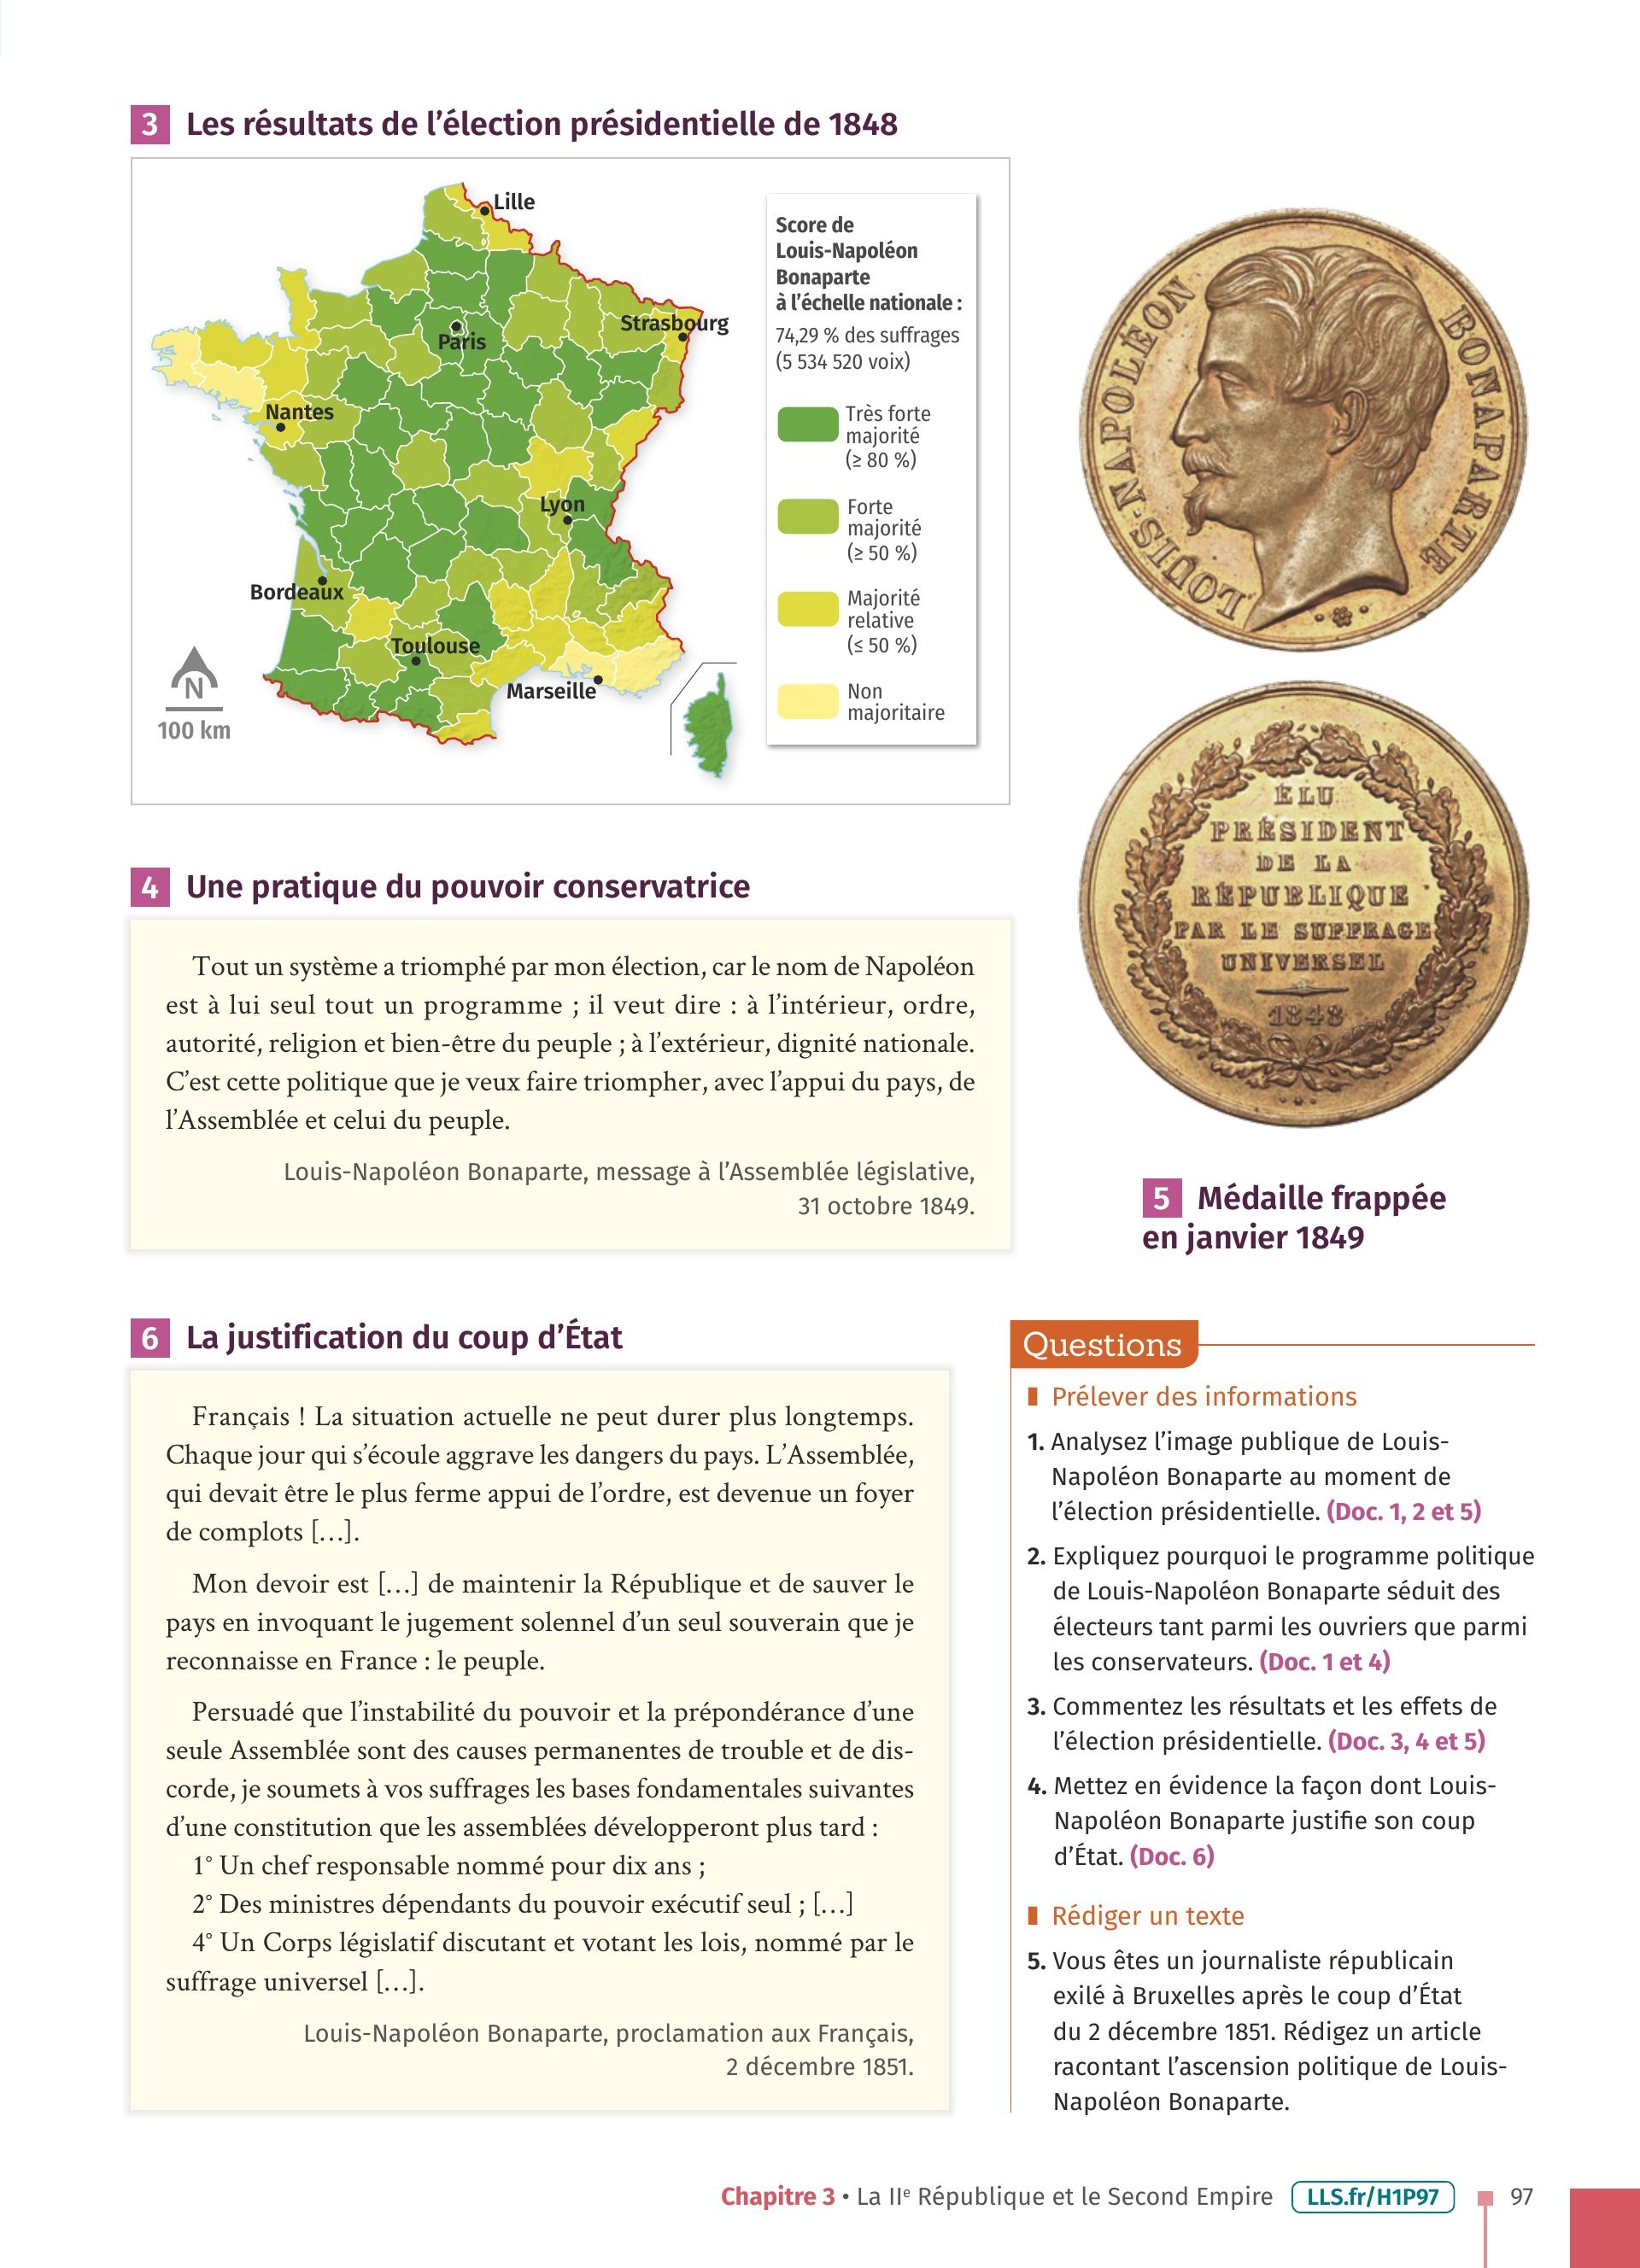 3 Les résultats de l’élection présidentielle de 1848
Lille
Strasbourg
Paris
Nantes
Lyon
Bordeaux
Toulouse
Marseille
N
100 km
Score de
Louis-Napoléon
Bonaparte
à l’échelle nationale :
74,29 % des suffrages
(5 534 520 voix)
Très forte
majorité
(≥ 80 %)
Forte
majorité
(≥ 50 %)
Majorité
relative
(≤ 50 %)
Non
majoritaire
LOUIS-NAPOLÉON BONAPARTE
ÉLU
PRÉSIDENT
DE LA
RÉPUBLIQUE
PAR LE SUFFRAGE
UNIVERSEL
1848
5 Médaille frappée
en janvier 1849
4 Une pratique du pouvoir conservatrice
Tout un système a triomphé par mon élection, car le nom de Napoléon
est à lui seul tout un programme ; il veut dire : à l’intérieur, ordre,
autorité, religion et bien-être du peuple ; à l’extérieur, dignité nationale.
C’est cette politique que je veux faire triompher, avec l’appui du pays, de
l’Assemblée et celui du peuple.
Louis-Napoléon Bonaparte, message à l’Assemblée législative,
31 octobre 1849.
6 La justification du coup d’État
Français ! La situation actuelle ne peut durer plus longtemps.
Chaque jour qui s’écoule aggrave les dangers du pays. L’Assemblée,
qui devait être le plus ferme appui de l’ordre, est devenue un foyer
de complots […].
Mon devoir est […] de maintenir la République et de sauver le
pays en invoquant le jugement solennel d’un seul souverain que je
reconnaisse en France : le peuple.
Persuadé que l’instabilité du pouvoir et la prépondérance d’une
seule Assemblée sont des causes permanentes de trouble et de dis-
corde, je soumets à vos suffrages les bases fondamentales suivantes
d’une constitution que les assemblées développeront plus tard :
1° Un chef responsable nommé pour dix ans ;
2° Des ministres dépendants du pouvoir exécutif seul ; […]
4° Un Corps législatif discutant et votant les lois, nommé par le
suffrage universel […].
Louis-Napoléon Bonaparte, proclamation aux Français,
2 décembre 1851.
Questions
Prélever des informations
1. Analysez l’image publique de Louis-
Napoléon Bonaparte au moment de
l’élection présidentielle. (Doc. 1, 2 et 5)
2. Expliquez pourquoi le programme politique
de Louis-Napoléon Bonaparte séduit des
électeurs tant parmi les ouvriers que parmi
les conservateurs. (Doc. 1 et 4)
3. Commentez les résultats et les effets de
l’élection présidentielle. (Doc. 3, 4 et 5)
4. Mettez en évidence la façon dont Louis-
Napoléon Bonaparte justifie son coup
d’État. (Doc. 6)
Rédiger un texte
5. Vous êtes un journaliste républicain
exilé à Bruxelles après le coup d’État
du 2 décembre 1851. Rédigez un article
racontant l’ascension politique de Louis-
Napoléon Bonaparte.
Chapitre 3 • La IIe République et le Second Empire LLS.fr/H1P97 97